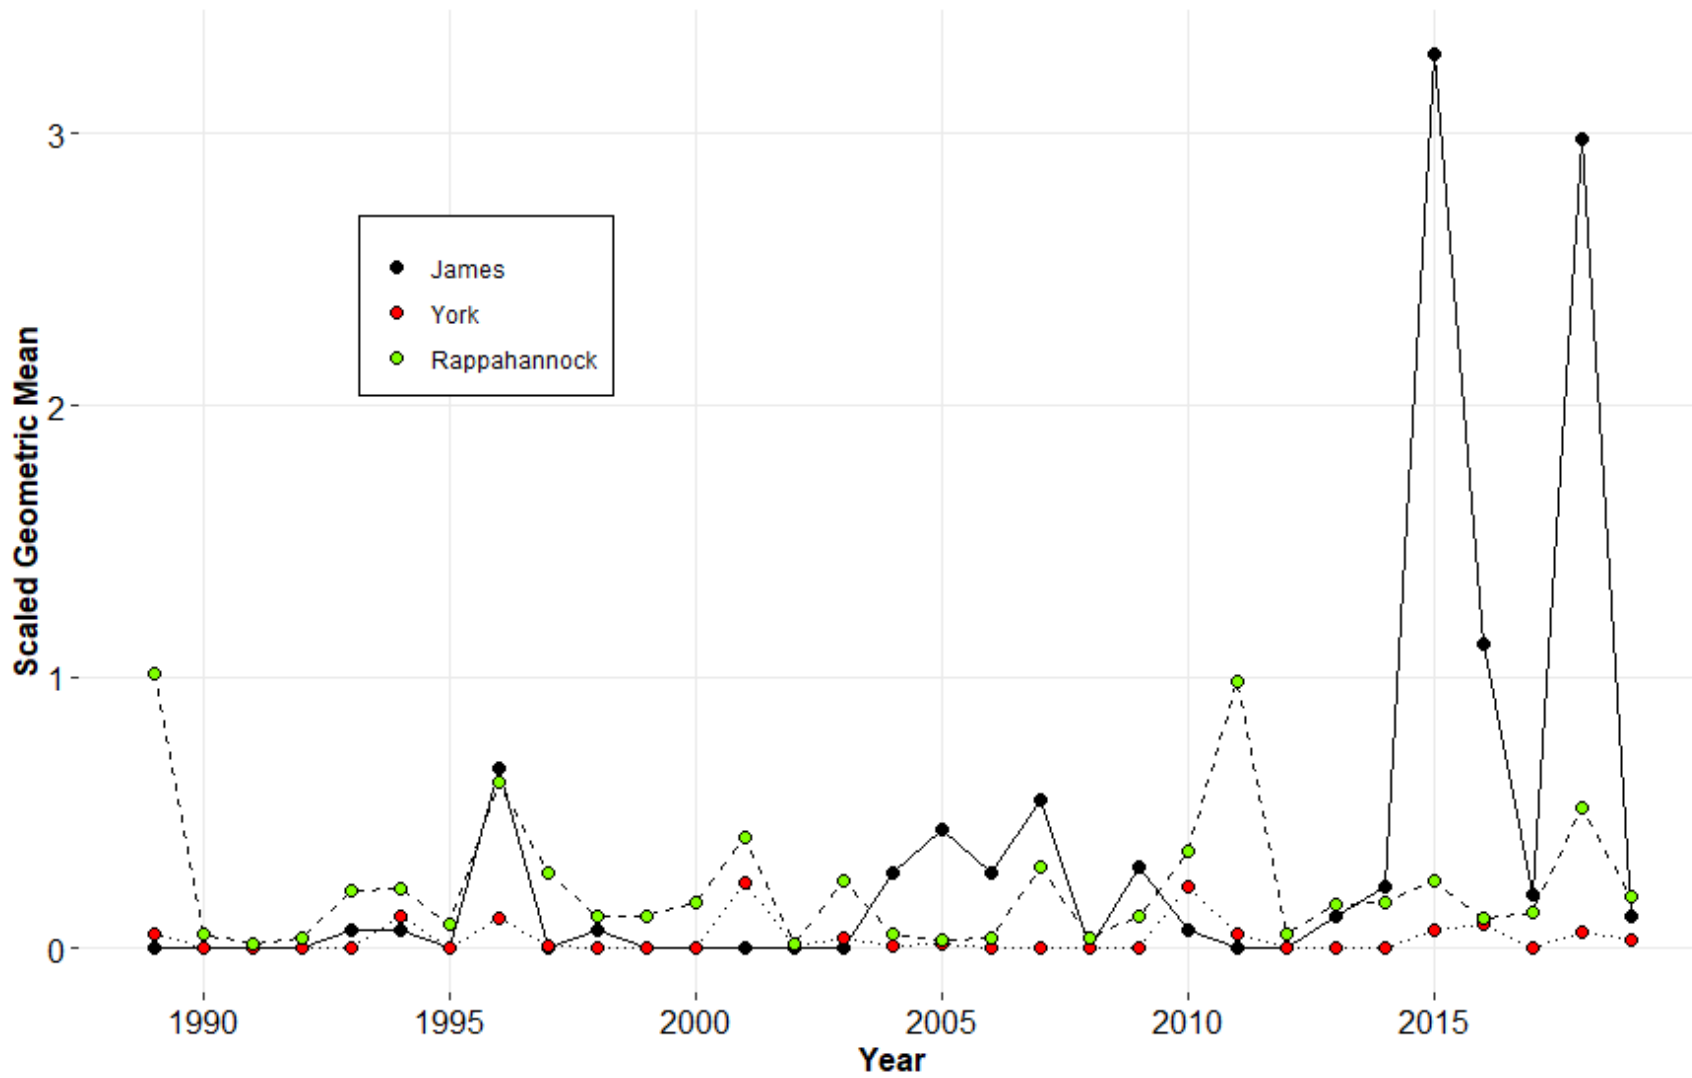 Scaled Geometric Mean
3
2
1
0
James
York
Rappahannock
1990 1995 2000 2005 2010 2015
Year